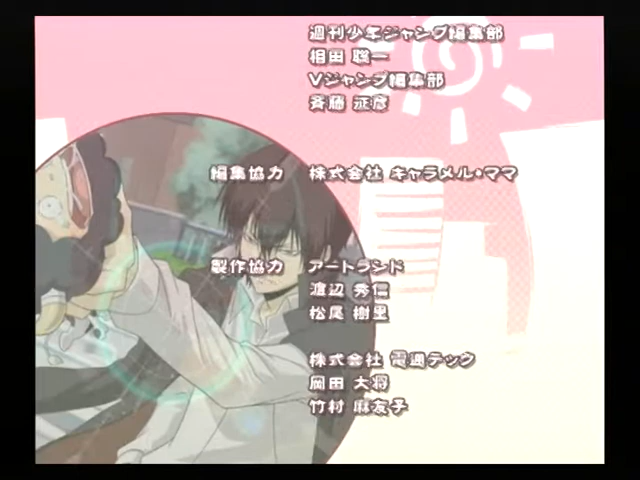 週刊少年ジャンプ編集部
相田 聡一
Vジャンプ編集部
斉藤 征彦
編集協力 株式会社 キャラメル・ママ
製作協力 アートランド
渡辺 秀信
松尾 樹里
株式会社 電通テック
岡田 大将
竹村 麻友子